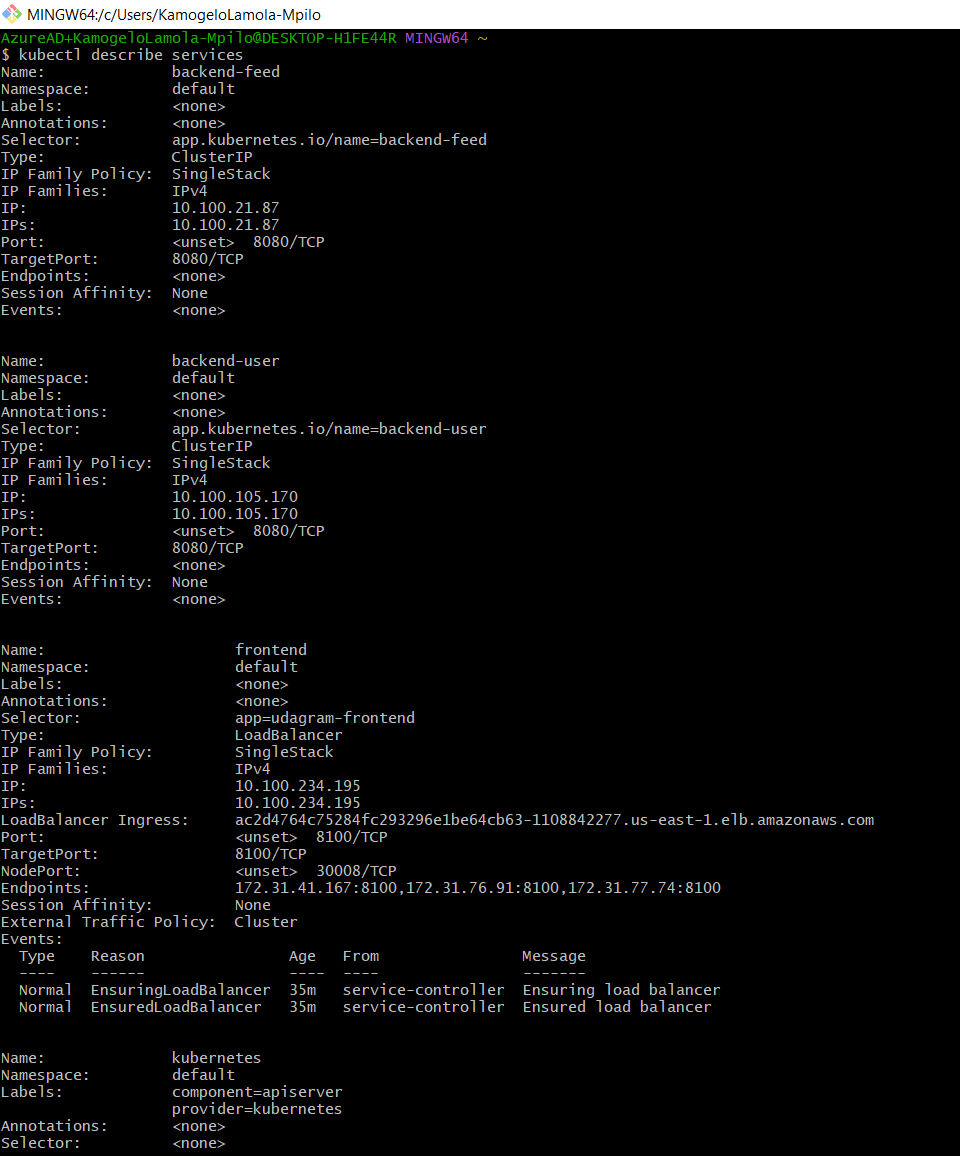 MINGW64:/c/Users/KamogeloLamola-Mpilo
AzureAD+KamogeloLamola-Mpilo@DESKTOP-H1FE44R MINGW64 ~
$ kubectl describe services
Name:              backend-feed
Namespace:         default
Labels:            <none>
Annotations:       <none>
Selector:          app.kubernetes.io/name=backend-feed
Type:              ClusterIP
IP Family Policy:  SingleStack
IP Families:       IPv4
IP:                10.100.21.87
IPs:               10.100.21.87
Port:              <unset>  8080/TCP
TargetPort:        8080/TCP
Endpoints:         <none>
Session Affinity:  None
Events:            <none>
Name:              backend-user
Namespace:         default
Labels:            <none>
Annotations:       <none>
Selector:          app.kubernetes.io/name=backend-user
Type:              ClusterIP
IP Family Policy:  SingleStack
IP Families:       IPv4
IP:                10.100.105.170
IPs:               10.100.105.170
Port:              <unset>  8080/TCP
TargetPort:        8080/TCP
Endpoints:         <none>
Session Affinity:  None
Events:            <none>
Name:                     frontend
Namespace:                default
Labels:                   <none>
Annotations:              <none>
Selector:                 app=udagram-frontend
Type:                     LoadBalancer
IP Family Policy:         SingleStack
IP Families:              IPv4
IP:                       10.100.234.195
IPs:                      10.100.234.195
LoadBalancer Ingress:     ac2d4764c75284fc293296e1be64cb63-1108842277.us-east-1.elb.amazonaws.com
Port:                     <unset>  8100/TCP
TargetPort:               8100/TCP
NodePort:                 <unset>  30008/TCP
Endpoints:                172.31.41.167:8100,172.31.76.91:8100,172.31.77.74:8100
Session Affinity:         None
External Traffic Policy:  Cluster
Events:
  Type    Reason                Age   From                Message
  ----    ------                ----  ----                -------
  Normal  EnsuringLoadBalancer  35m   service-controller  Ensuring load balancer
  Normal  EnsuredLoadBalancer   35m   service-controller  Ensured load balancer
Name:              kubernetes
Namespace:         default
Labels:            component=apiserver
                   provider=kubernetes
Annotations:       <none>
Selector:          <none>